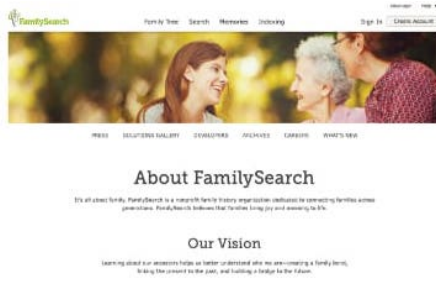 FamilySearch
Family Tree Search Memories Indexing
Sign In Create Account
PRESS SOLUTIONS GALLERY DEVELOPERS ARCHIVES CAREERS WHAT'S NEW
About FamilySearch
It's all about family. FamilySearch is a nonprofit family history organization dedicated to connecting families across
generations. FamilySearch believes that families bring joy and meaning to life.
Our Vision
Learning about our ancestors helps us better understand who we are—creating a family bond,
linking the present to the past, and building a bridge to the future.